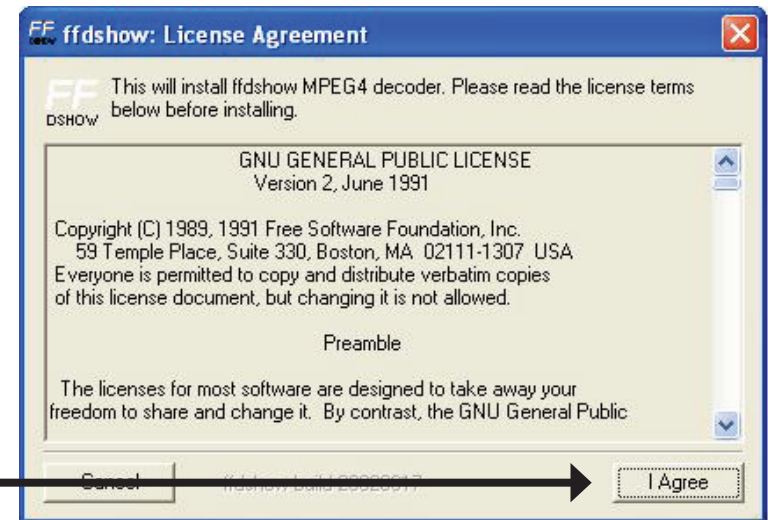 ffdshow: License Agreement
FF
DSHOW
This will install ffdshow MPEG4 decoder. Please read the license terms
below before installing.
GNU GENERAL PUBLIC LICENSE
Version 2, June 1991
Copyright (C) 1989, 1991 Free Software Foundation, Inc.
59 Temple Place, Suite 330, Boston, MA 02111-1307 USA
Everyone is permitted to copy and distribute verbatim copies
of this license document, but changing it is not allowed.
Preamble
The licenses for most software are designed to take away your
freedom to share and change it. By contrast, the GNU General Public
Cancel
ffdshow build
I Agree